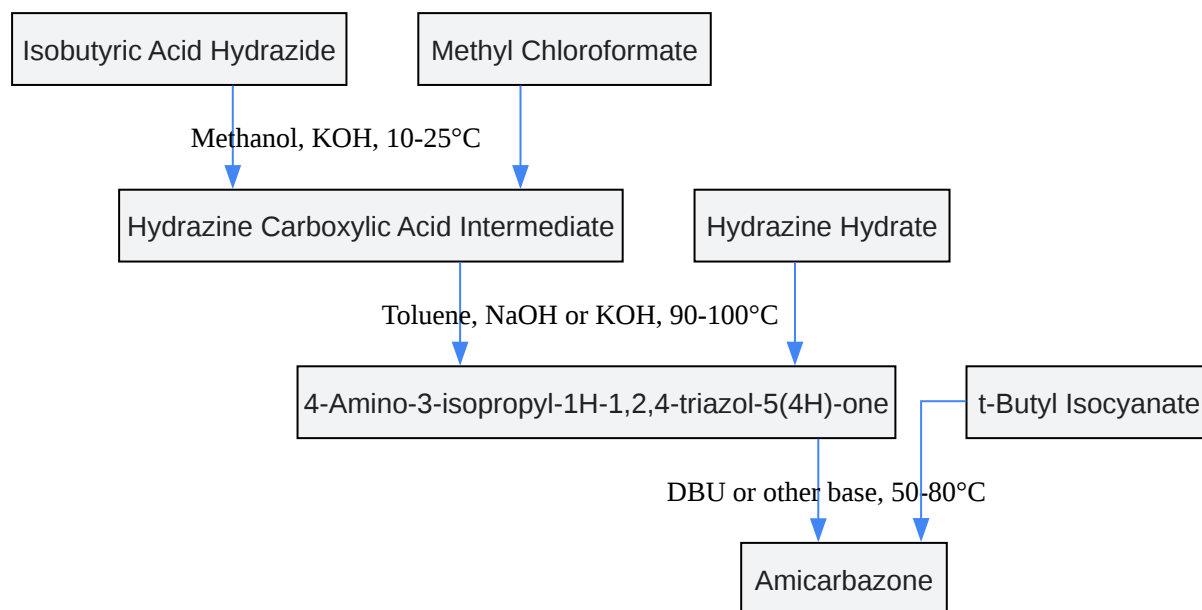 Isobutyric Acid Hydrazide
Methyl Chloroformate
Methanol, KOH, 10-25°C
Hydrazine Carboxylic Acid Intermediate
Hydrazine Hydrate
Toluene, NaOH or KOH, 90-100°C
4-Amino-3-isopropyl-1H-1,2,4-triazol-5(4H)-one
t-Butyl Isocyanate
DBU or other base, 50-80°C
Amicarbazone